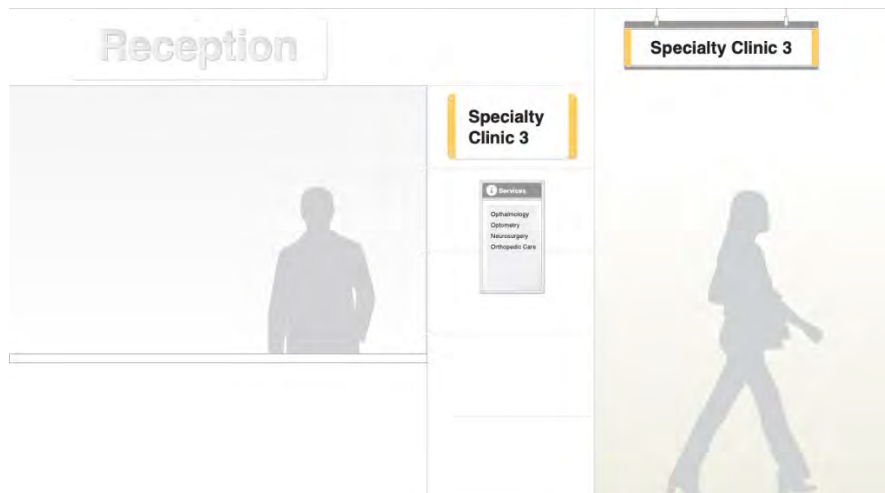 Reception
Specialty Clinic 3
Specialty
Clinic 3
i Services
Opthalmology
Optometry
Neurosurgery
Orthopedic Care